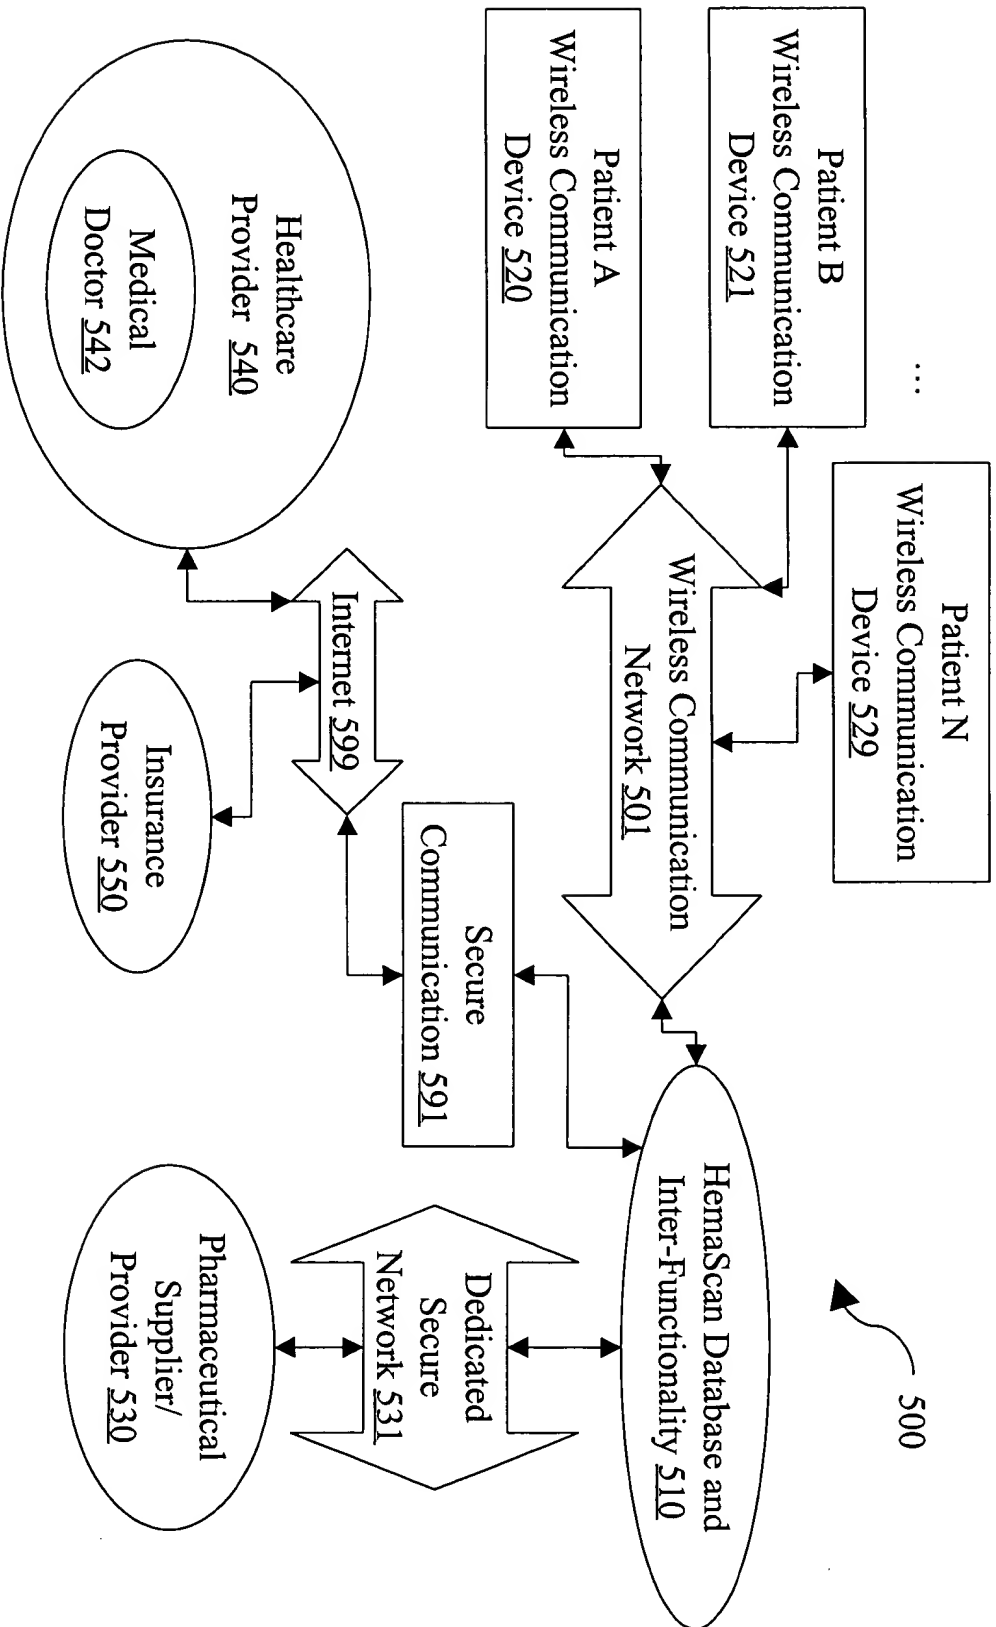 ...
Patient N
Wireless Communication
Device 529
Patient B
Wireless Communication
Device 521
Patient A
Wireless Communication
Device 520
Wireless Communication
Network 501
500
HemaScan Database and
Inter-Functionality 510
Secure
Communication 591
Internet 599
Dedicated
Secure
Network 531
Healthcare
Provider 540
Medical
Doctor 542
Insurance
Provider 550
Pharmaceutical
Supplier/
Provider 530